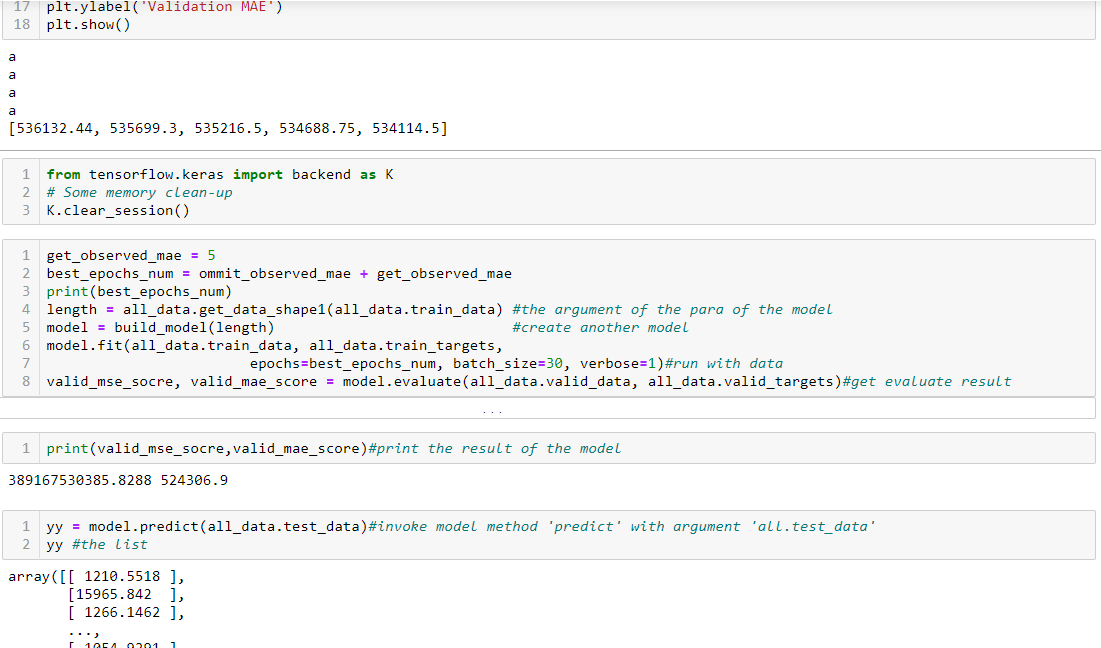 17 plt.ylabel('Validation MAE')
18 plt.show()
a
a
a
a
[536132.44, 535699.3, 535216.5, 534688.75, 534114.5]
1 from tensorflow.keras import backend as K
2 # Some memory clean-up
3 K.clear_session()
1 get_observed_mae = 5
2 best_epochs_num = ommit_observed_mae + get_observed_mae
3 print(best_epochs_num)
4 length = all_data.get_data_shape1(all_data.train_data) #the argument of the para of the model
5 model = build_model(length) #create another model
6 model.fit(all_data.train_data, all_data.train_targets,
7 epochs=best_epochs_num, batch_size=30, verbose=1)#run with data
8 valid_mse_socre, valid_mae_score = model.evaluate(all_data.valid_data, all_data.valid_targets)#get evaluate result
...
1 print(valid_mse_socre,valid_mae_score)#print the result of the model
389167530385.8288 524306.9
1 yy = model.predict(all_data.test_data)#invoke model method 'predict' with argument 'all.test_data'
2 yy #the list
array([[ 1210.5518 ],
[15965.842 ],
[ 1266.1462 ],
...,
[ 1054.9291 ]